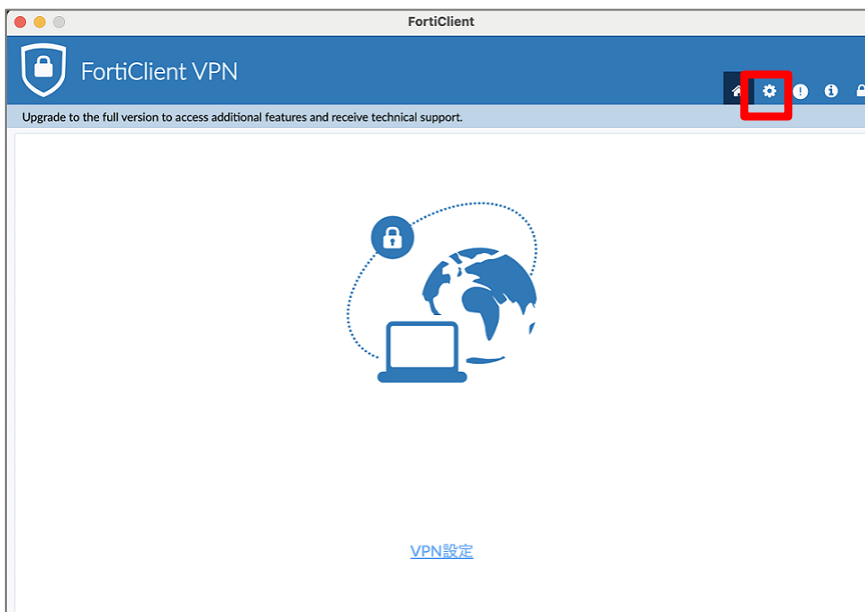 FortiClient
FortiClient VPN
Upgrade to the full version to access additional features and receive technical support.
VPN設定